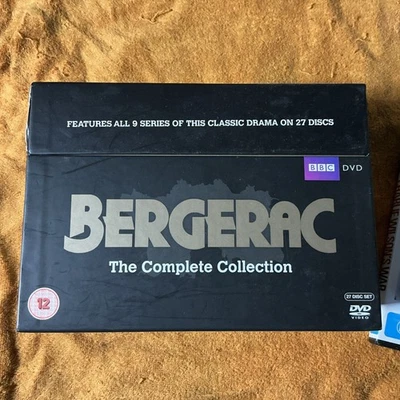 FEATURES ALL 9 SERIES OF THIS CLASSIC DRAMA ON 27 DISCS
BBC DVD
BERGERAC
The Complete Collection
12
27 DISC SET
DVD
VIDEO